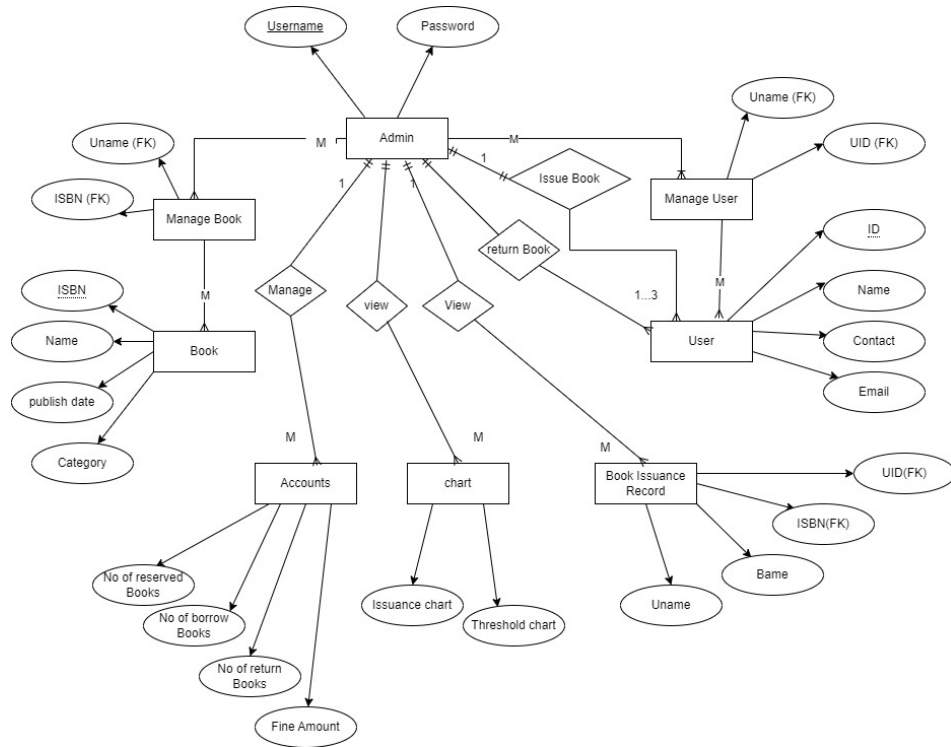 Username
Password
Uname (FK)
M
Admin
M
Uname (FK)
1
Issue Book
UID (FK)
ISBN (FK)
Manage Book
1
1
Manage User
return Book
ID
ISBN
M
Manage
view
View
1...3
M
Name
Name
Book
User
Contact
publish date
Email
Category
M
M
M
Accounts
chart
Book Issuance
Record
UID(FK)
ISBN(FK)
No of reserved
Books
Issuance chart
Uname
Bame
No of borrow
Books
Threshold chart
No of return
Books
Fine Amount